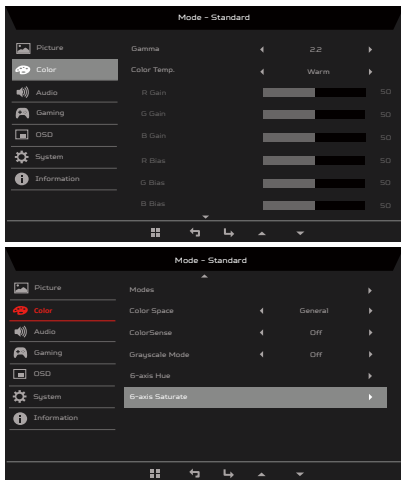 Mode - Standard
Picture
Gamma 2.2
Color
Color Temp. Warm
Audio
R Gain 50
Gaming
G Gain 50
OSD
B Gain 50
System
R Bias 50
Information
G Bias 50
B Bias 50
Mode - Standard
Picture
Modes
Color
Color Space General
Audio
ColorSense Off
Gaming
Grayscale Mode Off
OSD
6-axis Hue
System
6-axis Saturate
Information